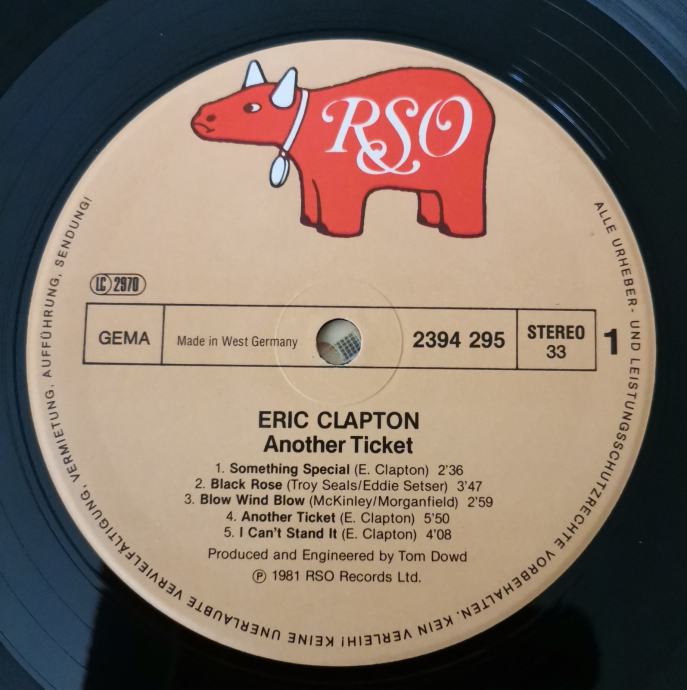 RSO
LC 2970
GEMA
Made in West Germany
2394 295
STEREO
33
1
ERIC CLAPTON
Another Ticket
1. Something Special (E. Clapton) 2'36
2. Black Rose (Troy Seals/Eddie Setser) 3'47
3. Blow Wind Blow (McKinley/Morganfield) 2'59
4. Another Ticket (E. Clapton) 5'50
5. I Can't Stand It (E. Clapton) 4'08
Produced and Engineered by Tom Dowd
℗ 1981 RSO Records Ltd.
ALLE URHEBER- UND LEISTUNGSSCHUTZRECHTE VORBEHALTEN. KEIN VERLEIH! KEINE UNERLAUBTE VERVIELFÄLTIGUNG, VERMIETUNG, AUFFÜHRUNG, SENDUNG!